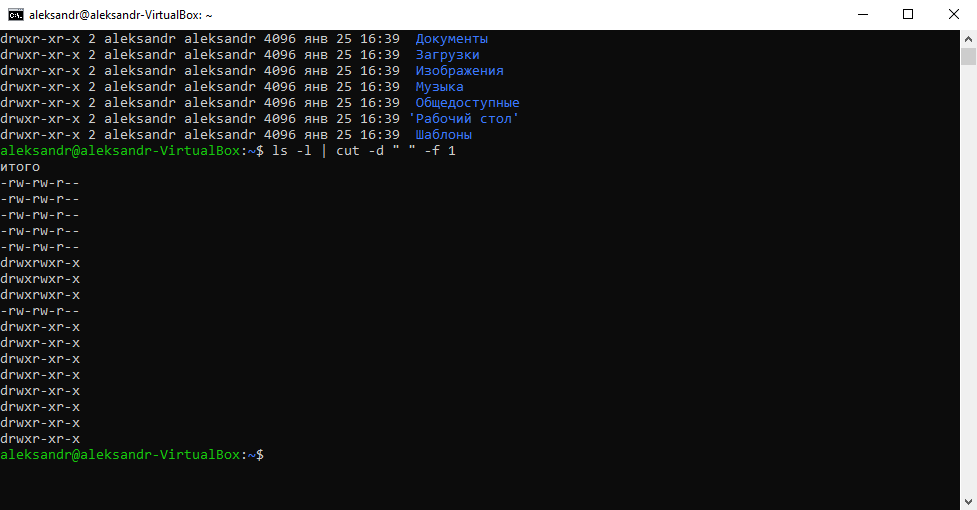 aleksandr@aleksandr-VirtualBox: ~
drwxr-xr-x 2 aleksandr aleksandr 4096 янв 25 16:39  Документы
drwxr-xr-x 2 aleksandr aleksandr 4096 янв 25 16:39  Загрузки
drwxr-xr-x 2 aleksandr aleksandr 4096 янв 25 16:39  Изображения
drwxr-xr-x 2 aleksandr aleksandr 4096 янв 25 16:39  Музыка
drwxr-xr-x 2 aleksandr aleksandr 4096 янв 25 16:39  Общедоступные
drwxr-xr-x 2 aleksandr aleksandr 4096 янв 25 16:39 'Рабочий стол'
drwxr-xr-x 2 aleksandr aleksandr 4096 янв 25 16:39  Шаблоны
aleksandr@aleksandr-VirtualBox:~$ ls -l | cut -d " " -f 1
итого
-rw-rw-r--
-rw-rw-r--
-rw-rw-r--
-rw-rw-r--
-rw-rw-r--
drwxrwxr-x
drwxrwxr-x
drwxrwxr-x
-rw-rw-r--
drwxr-xr-x
drwxr-xr-x
drwxr-xr-x
drwxr-xr-x
drwxr-xr-x
drwxr-xr-x
drwxr-xr-x
drwxr-xr-x
aleksandr@aleksandr-VirtualBox:~$